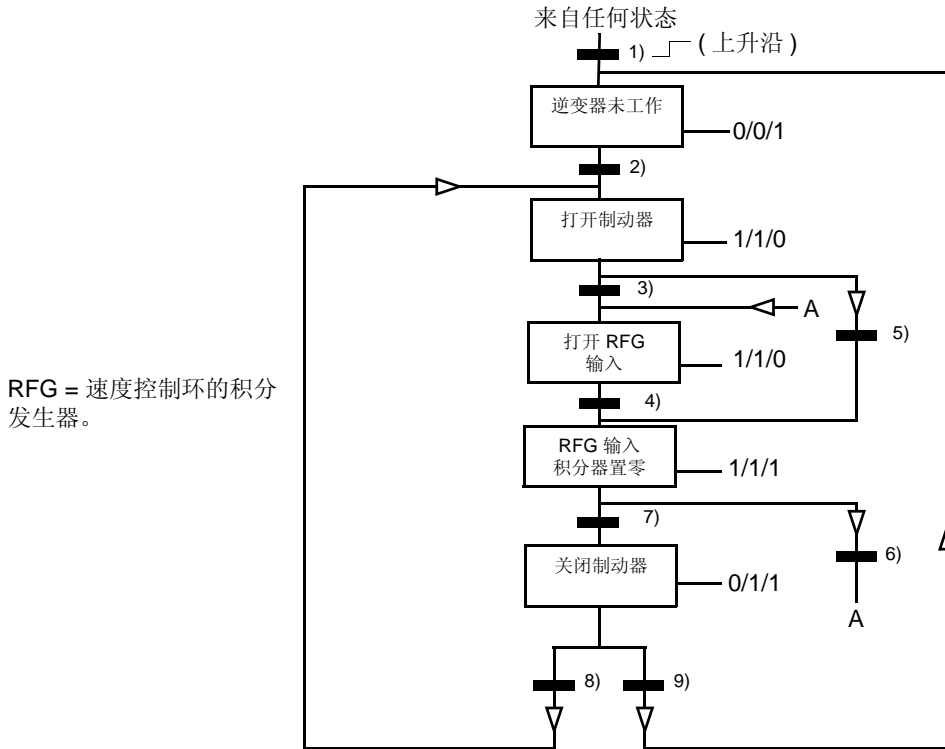 来自任何状态
1)
( 上升沿 )
逆变器未工作
0/0/1
2)
打开制动器
1/1/0
3)
A
5)
打开 RFG
输入
1/1/0
RFG = 速度控制环的积分
发生器。
4)
RFG 输入
积分器置零
1/1/1
7)
6)
关闭制动器
0/1/1
A
8)
9)